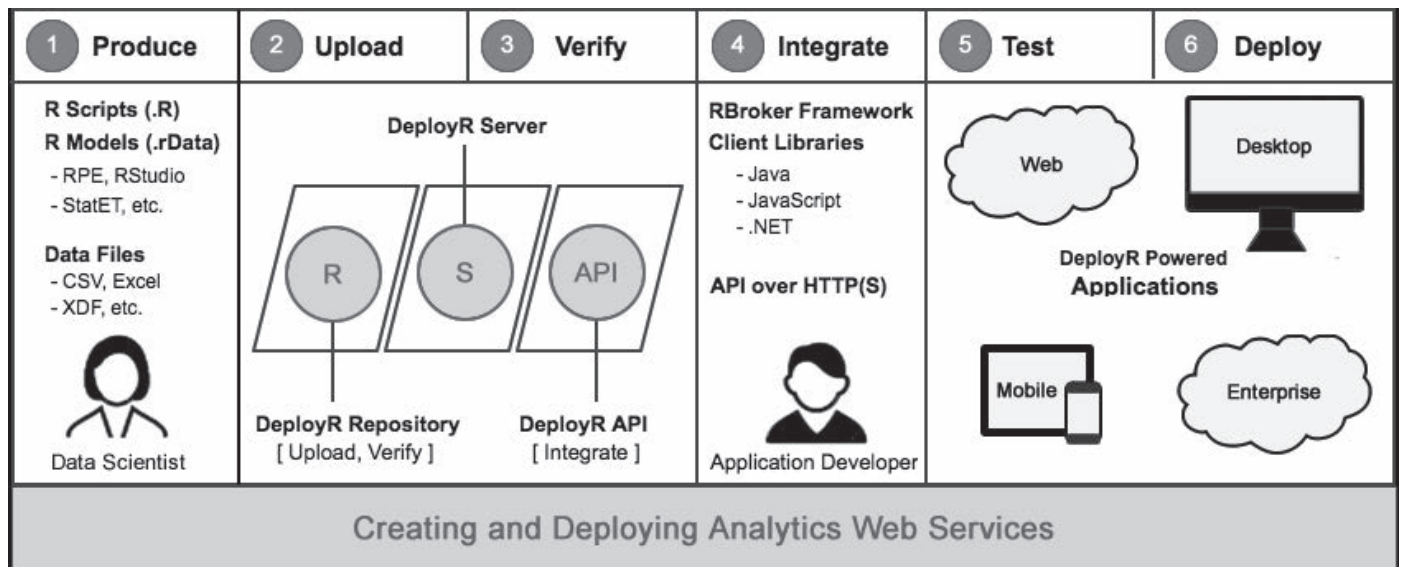 1 Produce
2 Upload
3 Verify
4 Integrate
5 Test
6 Deploy
R Scripts (.R)
R Models (.rData)
- RPE, RStudio
- StatET, etc.
Data Files
- CSV, Excel
- XDF, etc.
Data Scientist
DeployR Server
R
S
API
DeployR Repository
[ Upload, Verify ]
DeployR API
[ Integrate ]
RBroker Framework
Client Libraries
- Java
- JavaScript
- .NET
API over HTTP(S)
Application Developer
Web
Desktop
DeployR Powered
Applications
Mobile
Enterprise
Creating and Deploying Analytics Web Services